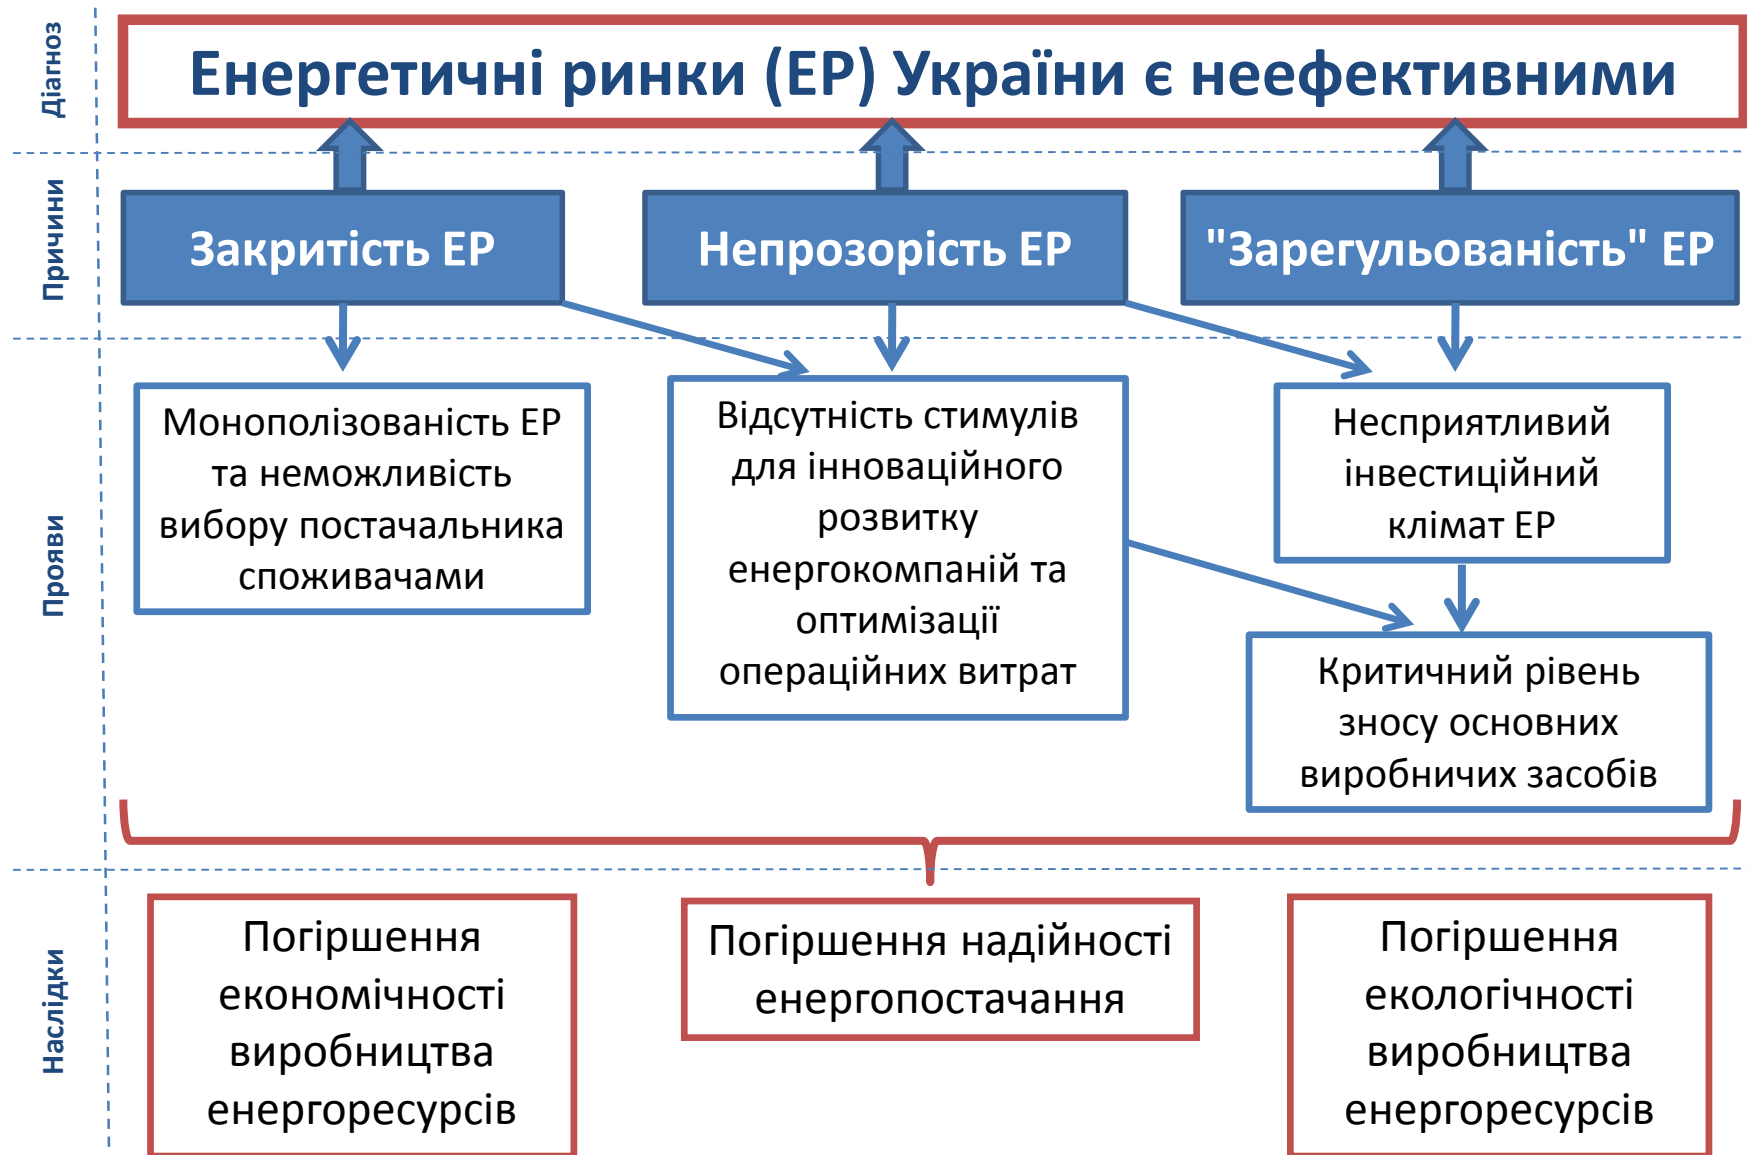 Діагноз
Енергетичні ринки (ЕР) України є неефективними
Причини
Закритість ЕР
Непрозорість ЕР
"Зарегульованість" ЕР
Прояви
Монополізованість ЕР
та неможливість
вибору постачальника
споживачами
Відсутність стимулів
для інноваційного
розвитку
енергокомпаній та
оптимізації
операційних витрат
Несприятливий
інвестиційний
клімат ЕР
Критичний рівень
зносу основних
виробничих засобів
Наслідки
Погіршення
економічності
виробництва
енергоресурсів
Погіршення надійності
енергопостачання
Погіршення
екологічності
виробництва
енергоресурсів